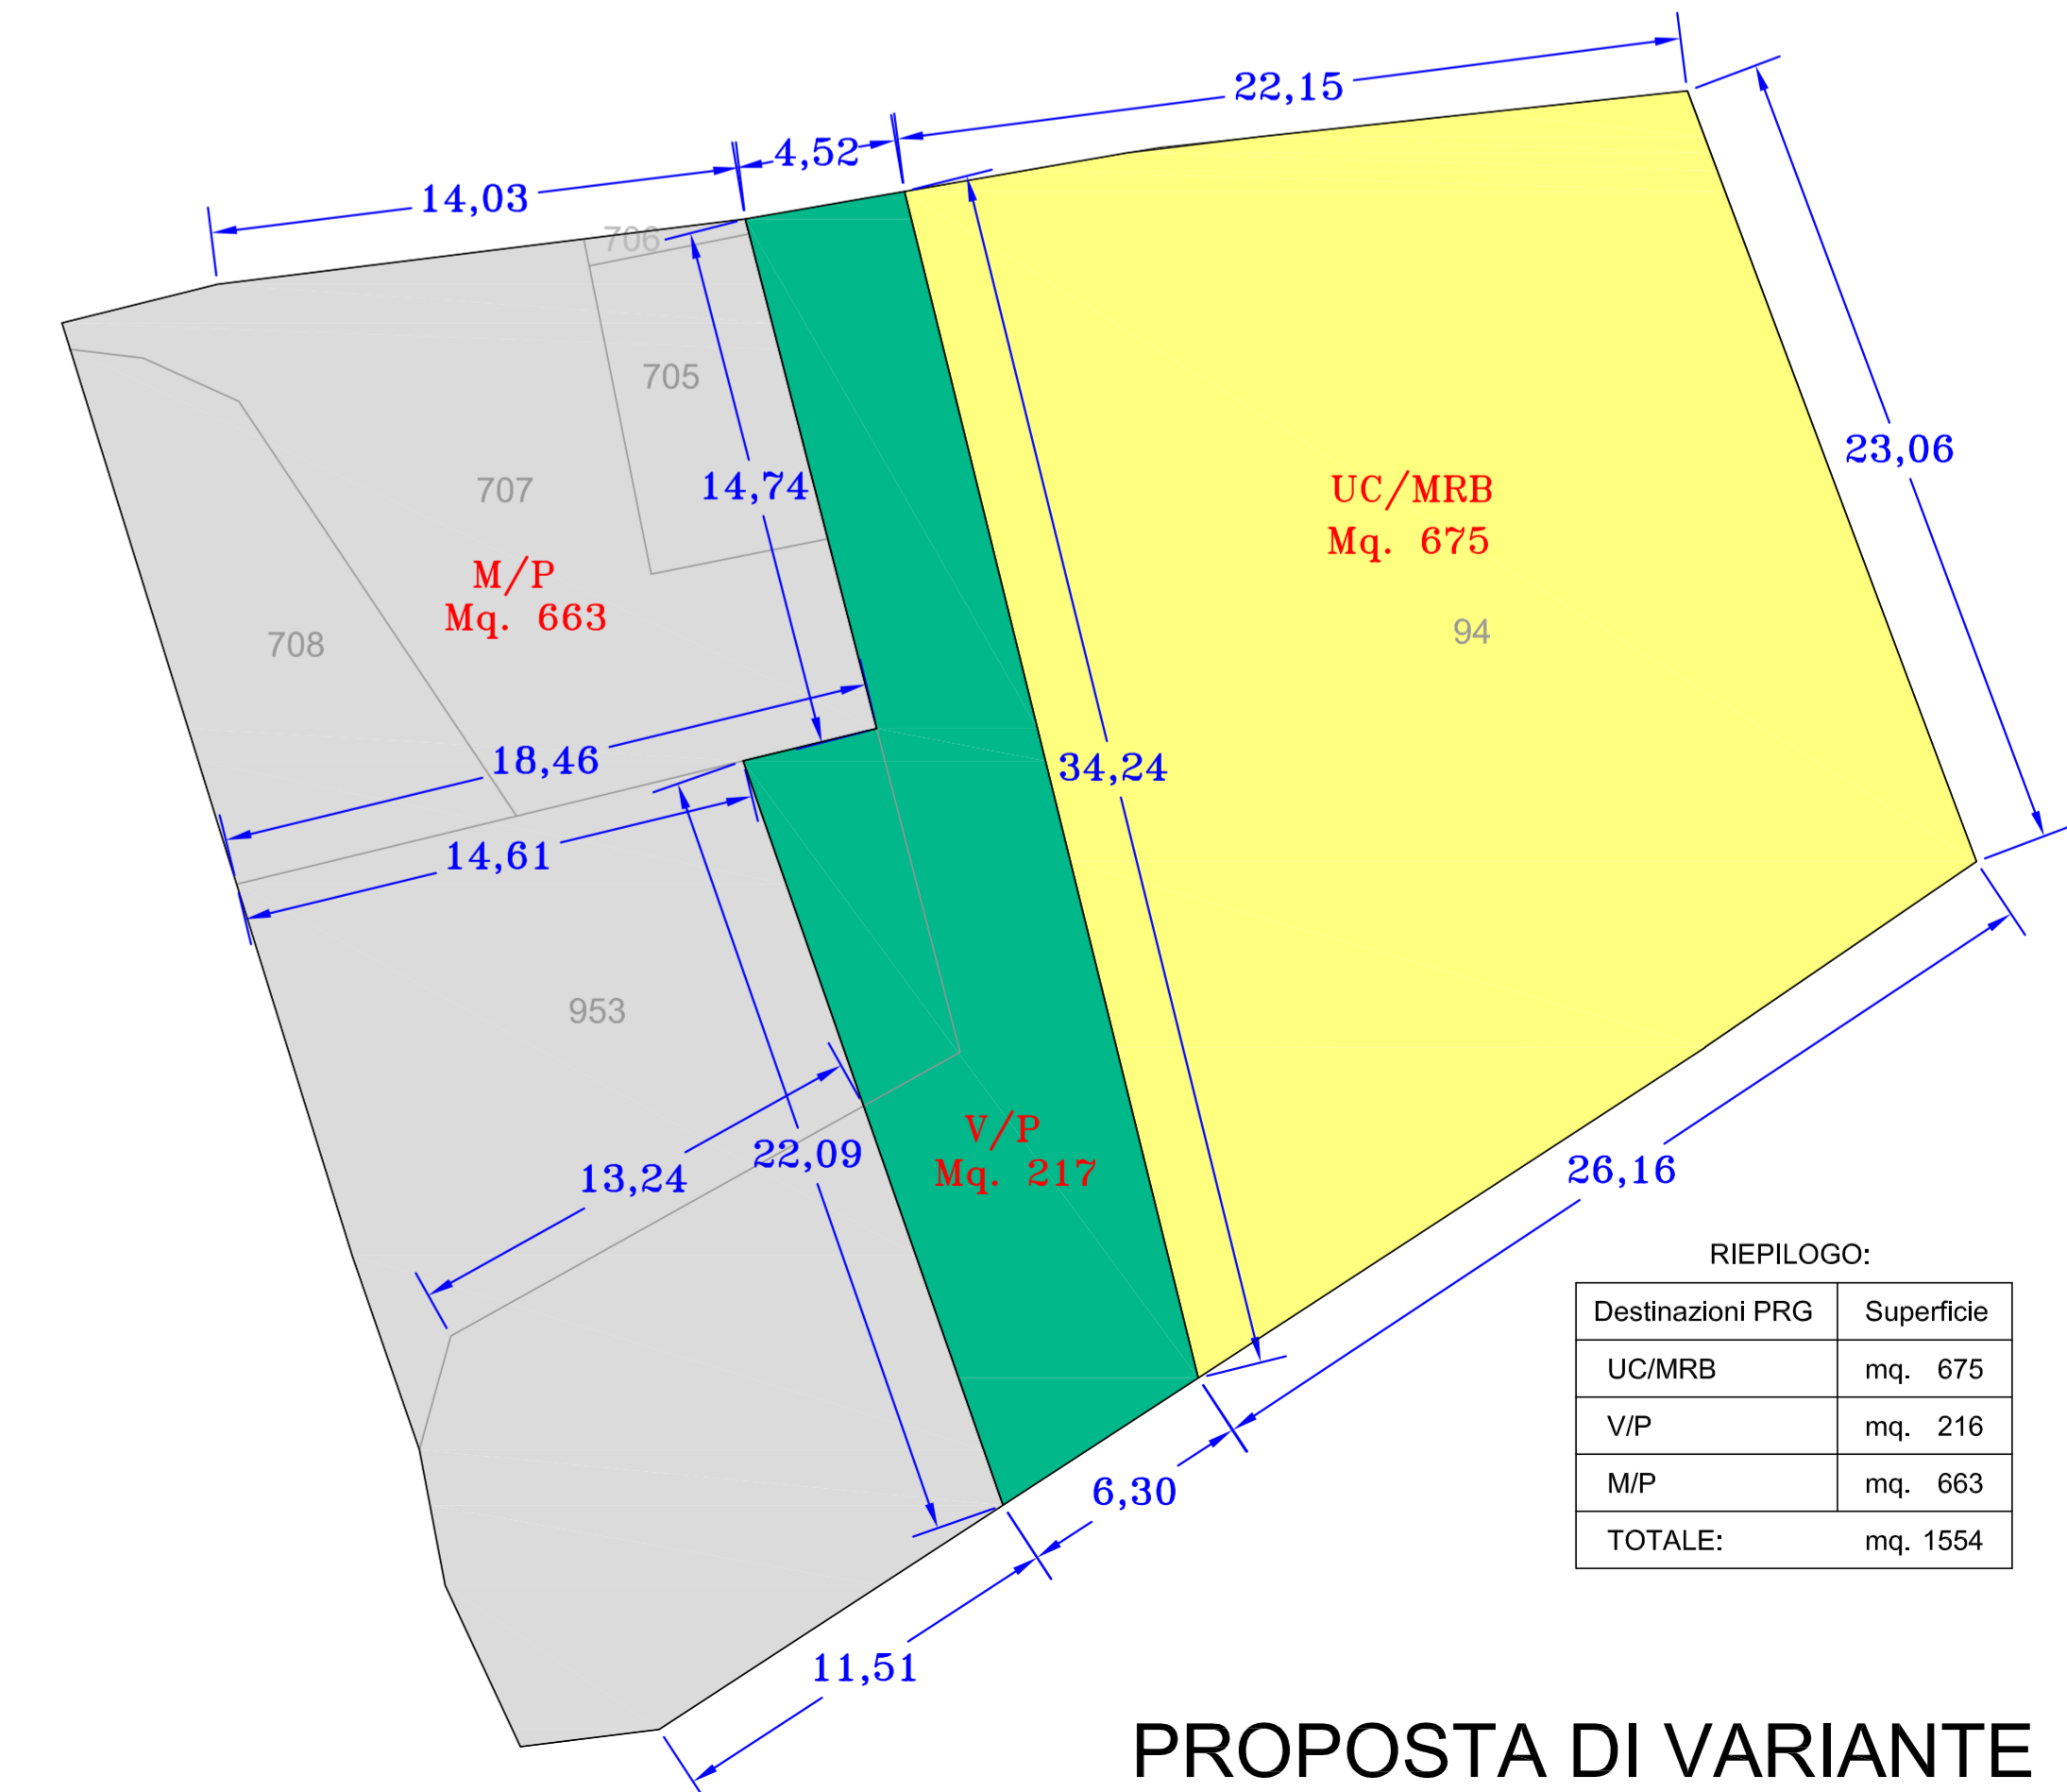 22,15
4,52
14,03
706
705
23,06
14,74
707
UC/MRB
Mq. 675
M/P
Mq. 663
708
94
18,46
34,24
14,61
953
V/P
Mq. 217
22,09
13,24
26,16
6,30
11,51
RIEPILOGO:
Destinazioni PRG Superficie
UC/MRB mq. 675
V/P mq. 216
M/P mq. 663
TOTALE: mq. 1554
PROPOSTA DI VARIANTE